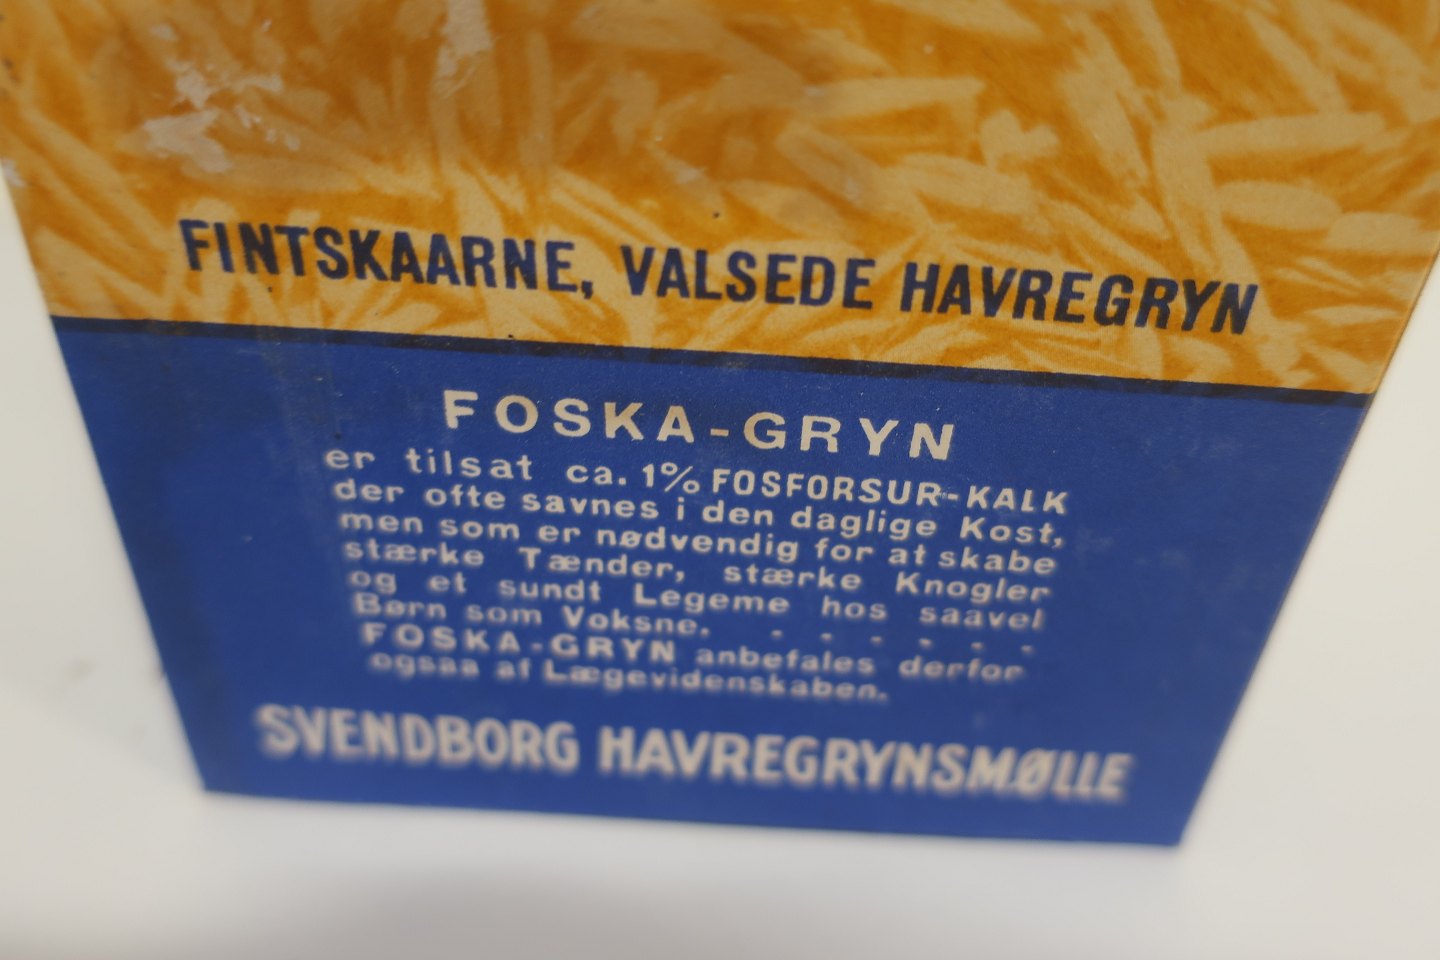 FINTSKAARNE, VALSEDE HAVREGRYN
FOSKA-GRYN
er tilsat ca. 1% FOSFORSUR-KALK
der ofte savnes i den daglige Kost,
men som er nødvendig for at skabe
stærke Tænder, stærke Knogler
og et sundt Legeme hos saavel
Børn som Voksne. . . . . . .
FOSKA-GRYN anbefales derfor
ogsaa af Lægevidenskaben.
SVENDBORG HAVREGRYNSMØLLE